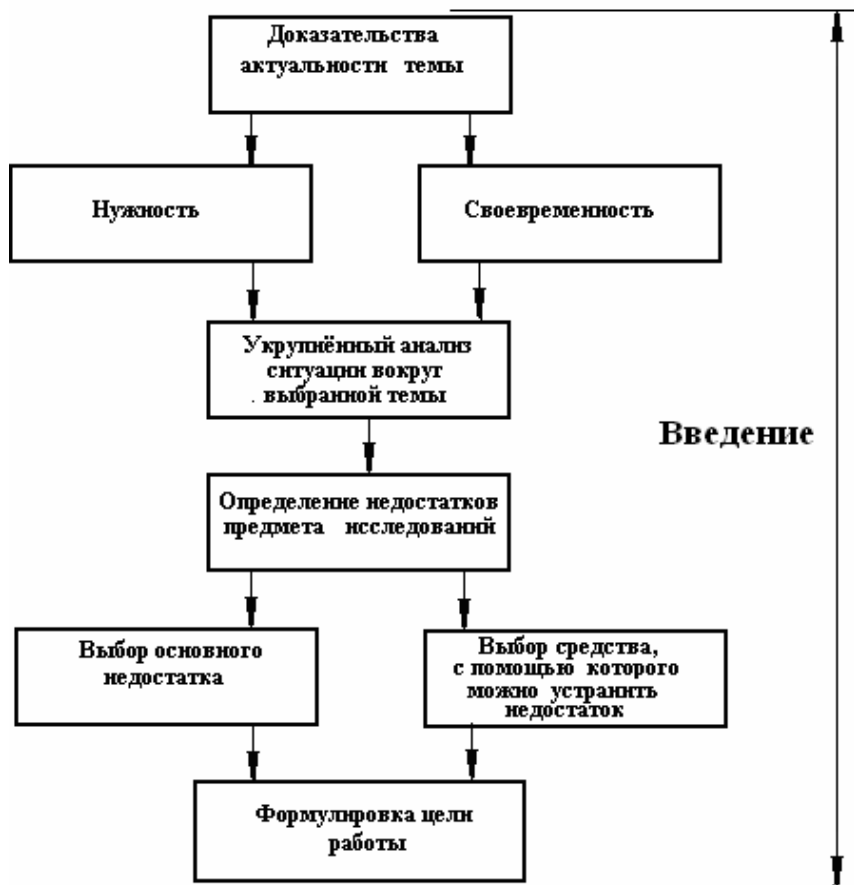 Доказательства
актуальности темы
Нужность
Своевременность
Укрупнённый анализ
ситуации вокруг
выбранной темы
Введение
Определение недостатков
предмета исследований
Выбор основного
недостатка
Выбор средства,
с помощью которого
можно устранить
недостаток
Формулировка цели
работы